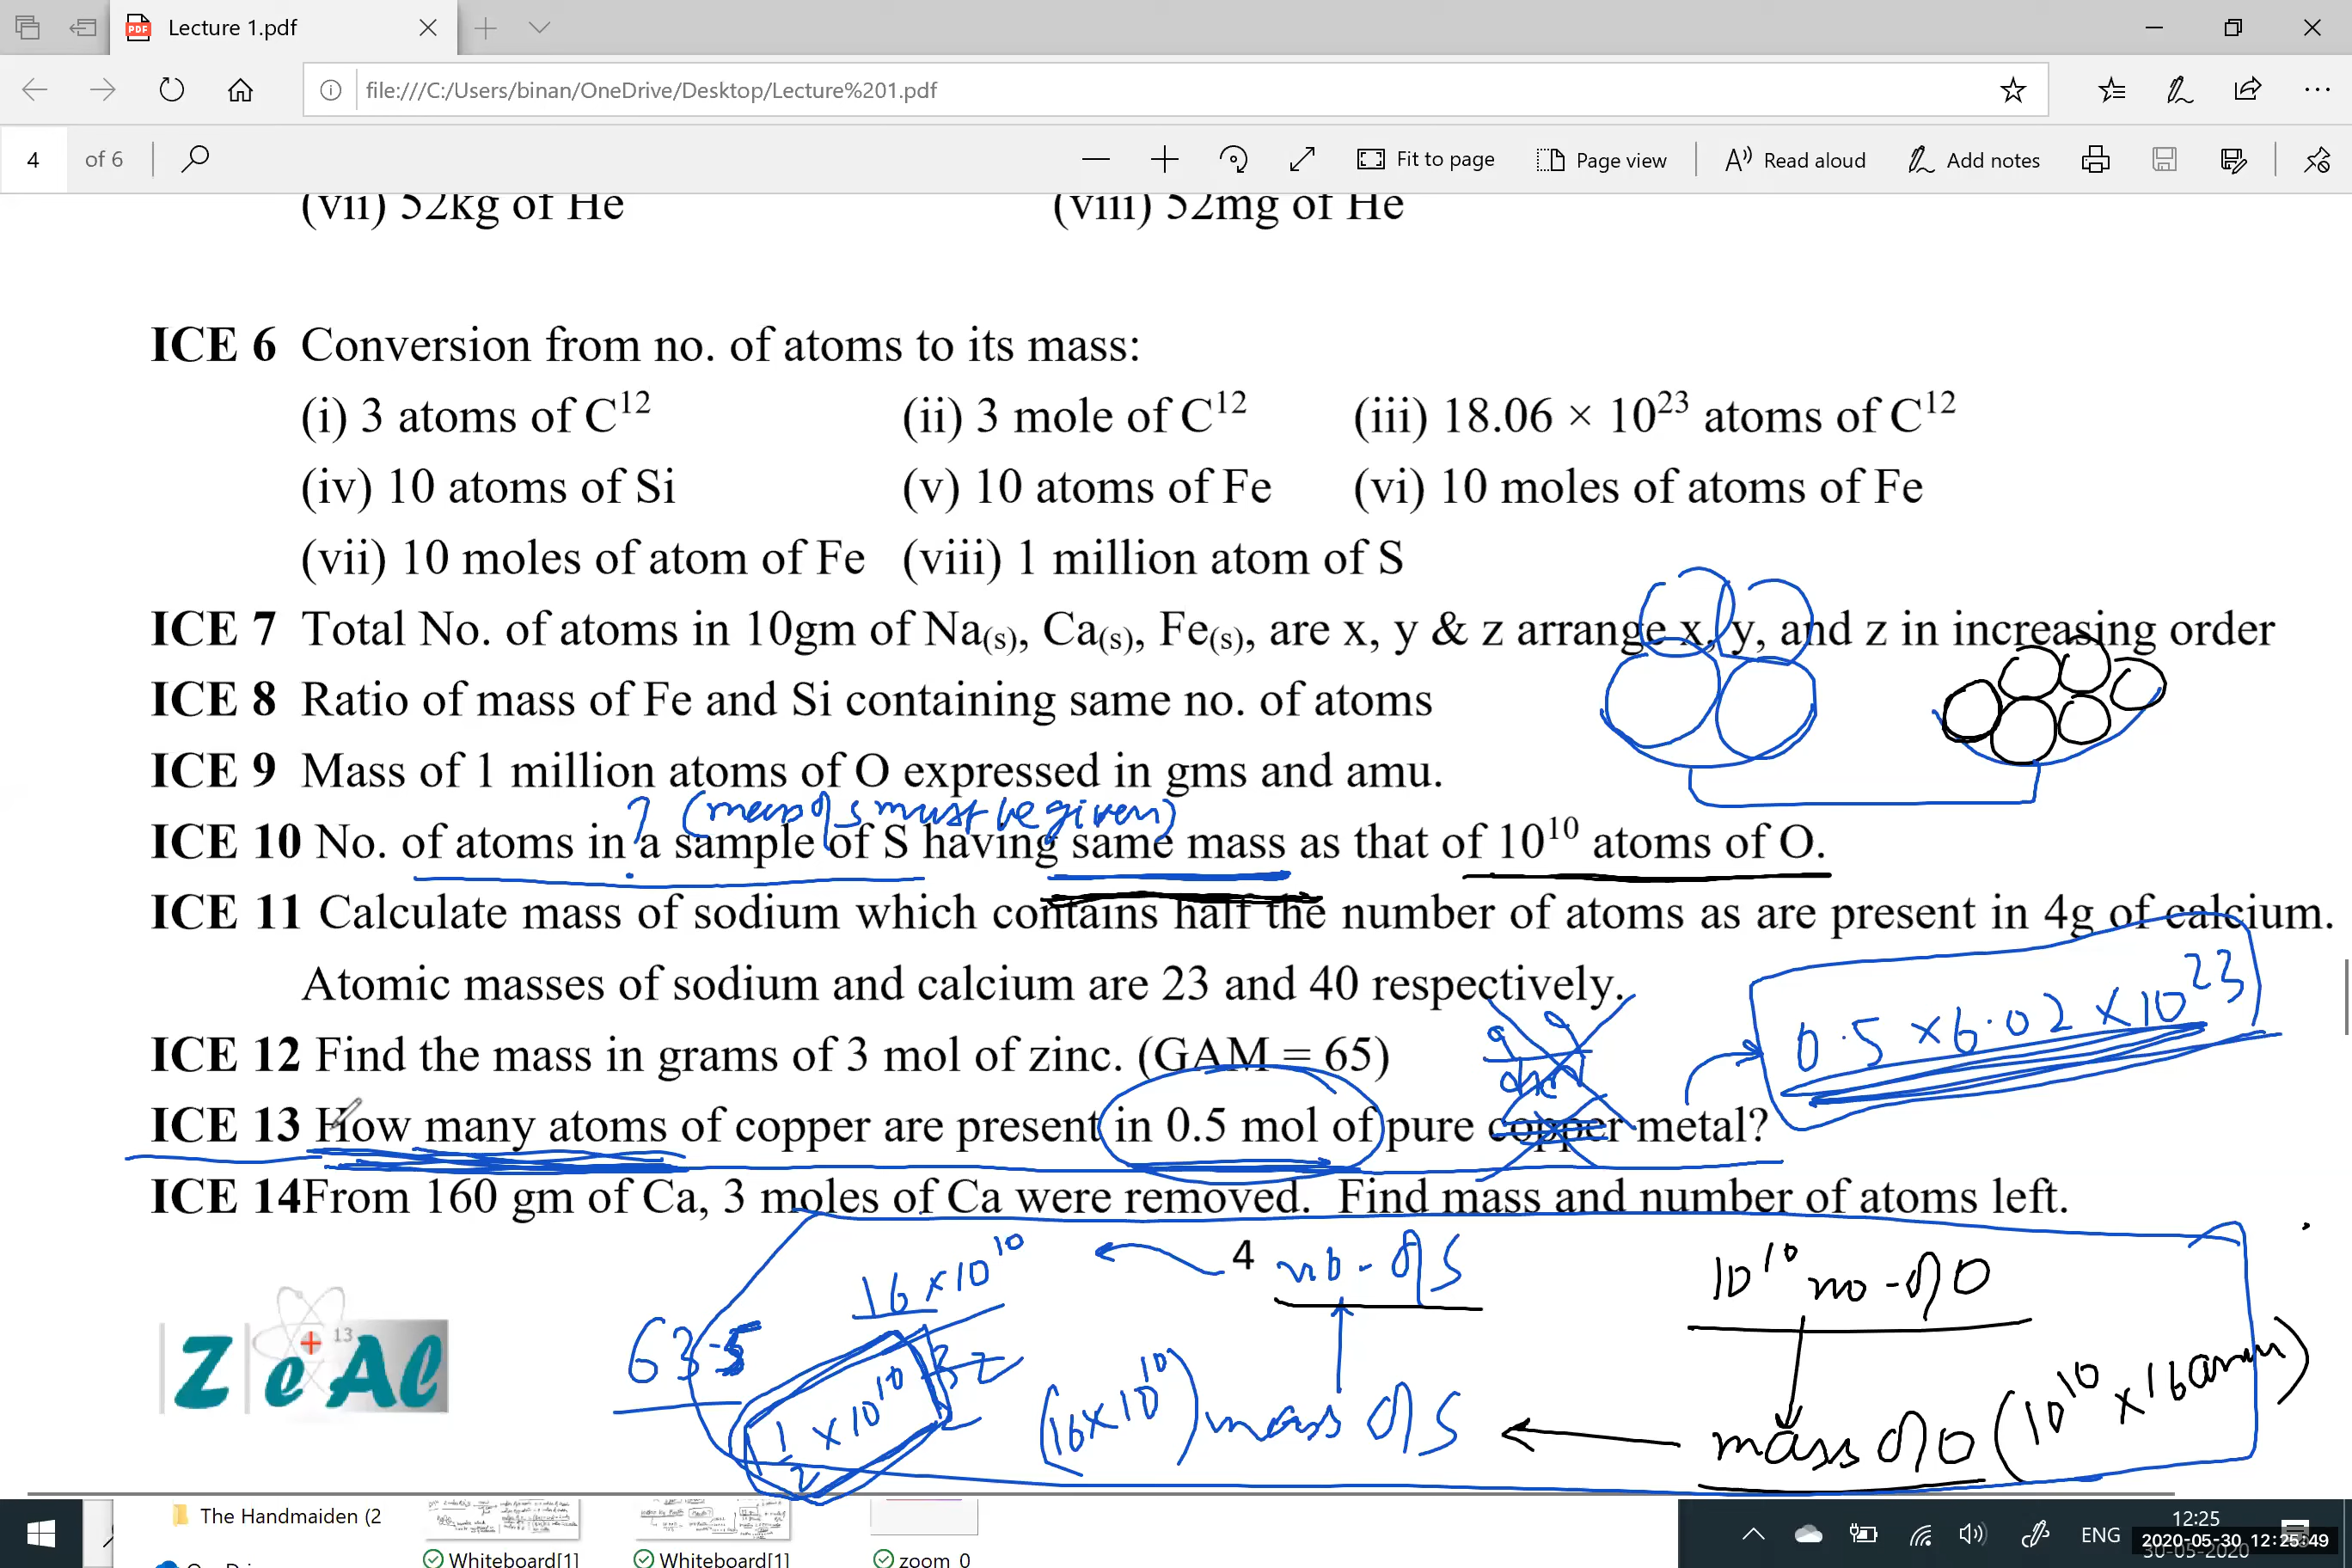 Lecture 1.pdf
file:///C:/Users/binan/OneDrive/Desktop/Lecture%201.pdf
4 of 6 Fit to page Page view Read aloud Add notes
(vii) 52kg of He (viii) 52mg of He
ICE 6 Conversion from no. of atoms to its mass:
(i) 3 atoms of C¹² (ii) 3 mole of C¹² (iii) 18.06 × 10²³ atoms of C¹²
(iv) 10 atoms of Si (v) 10 atoms of Fe (vi) 10 moles of atoms of Fe
(vii) 10 moles of atom of Fe (viii) 1 million atom of S
ICE 7 Total No. of atoms in 10gm of Na(s), Ca(s), Fe(s), are x, y & z arrange x, y, and z in increasing order
ICE 8 Ratio of mass of Fe and Si containing same no. of atoms
ICE 9 Mass of 1 million atoms of O expressed in gms and amu.
? (mass of S must be given)
ICE 10 No. of atoms in a sample of S having same mass as that of 10¹⁰ atoms of O.
ICE 11 Calculate mass of sodium which contains half the number of atoms as are present in 4g of calcium.
Atomic masses of sodium and calcium are 23 and 40 respectively.
0.5 × 6.02 × 10²³
ICE 12 Find the mass in grams of 3 mol of zinc. (GAM = 65)
ICE 13 How many atoms of copper are present in 0.5 mol of pure copper metal?
ICE 14From 160 gm of Ca, 3 moles of Ca were removed. Find mass and number of atoms left.
16 × 10¹⁰ 4 no. of S 10¹⁰ no. of O
63.5 32
½ × 10¹⁰ (16 × 10¹⁰) mass of S mass of O (10¹⁰ × 16 amu)
ZeAl
13
The Handmaiden (2
Whiteboard[1] Whiteboard[1] zoom_0
ENG
12:25
30-05-2020
2020-05-30 12:25:49